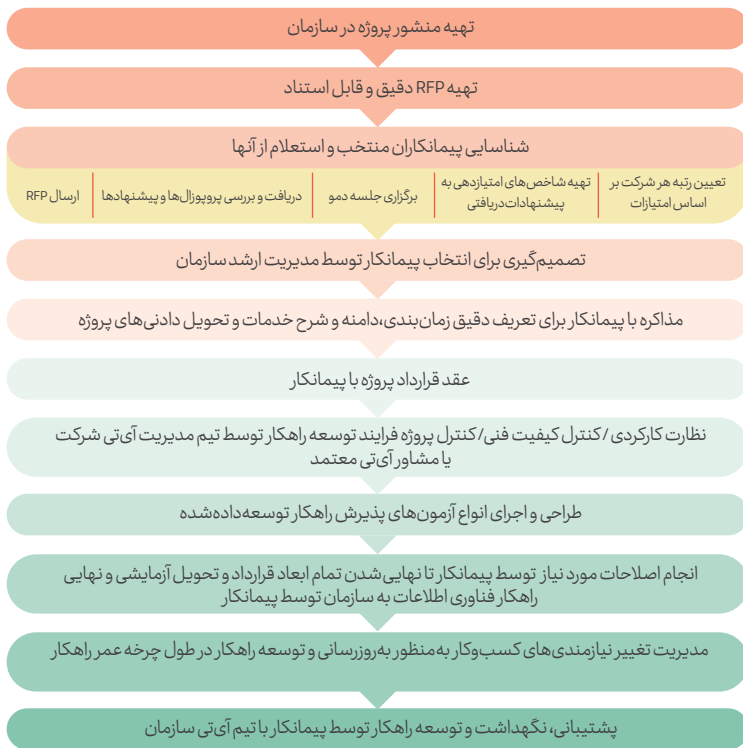 تهیه منشور پروژه در سازمان
تهیه RFP دقیق و قابل استناد
شناسایی پیمانکاران منتخب و استعلام از آنها
تعیین رتبه هر شرکت بر
اساس امتیازات
تهیه شاخص‌های امتیازدهی به
پیشنهادات دریافتی
برگزاری جلسه دمو
دریافت و بررسی پروپوزال‌ها و پیشنهادها
ارسال RFP
تصمیم‌گیری برای انتخاب پیمانکار توسط مدیریت ارشد سازمان
مذاکره با پیمانکار برای تعریف دقیق زمان‌بندی،دامنه و شرح خدمات و تحویل دادنی‌های پروژه
عقد قرارداد پروژه با پیمانکار
نظارت کارکردی / کنترل کیفیت فنی/کنترل پروژه فرایند توسعه راهکار توسط تیم مدیریت آی‌تی شرکت
یا مشاور آی‌تی معتمد
طراحی و اجرای انواع آزمون‌های پذیرش راهکار توسعه‌داده‌شده
انجام اصلاحات مورد نیاز توسط پیمانکار تا نهایی‌شدن تمام ابعاد قرارداد و تحویل آزمایشی و نهایی
راهکار فناوری اطلاعات به سازمان توسط پیمانکار
مدیریت تغییر نیازمندی‌های کسب‌وکار به‌منظور به‌روزرسانی و توسعه راهکار در طول چرخه عمر راهکار
پشتیبانی، نگهداشت و توسعه راهکار توسط پیمانکار با تیم آی‌تی سازمان